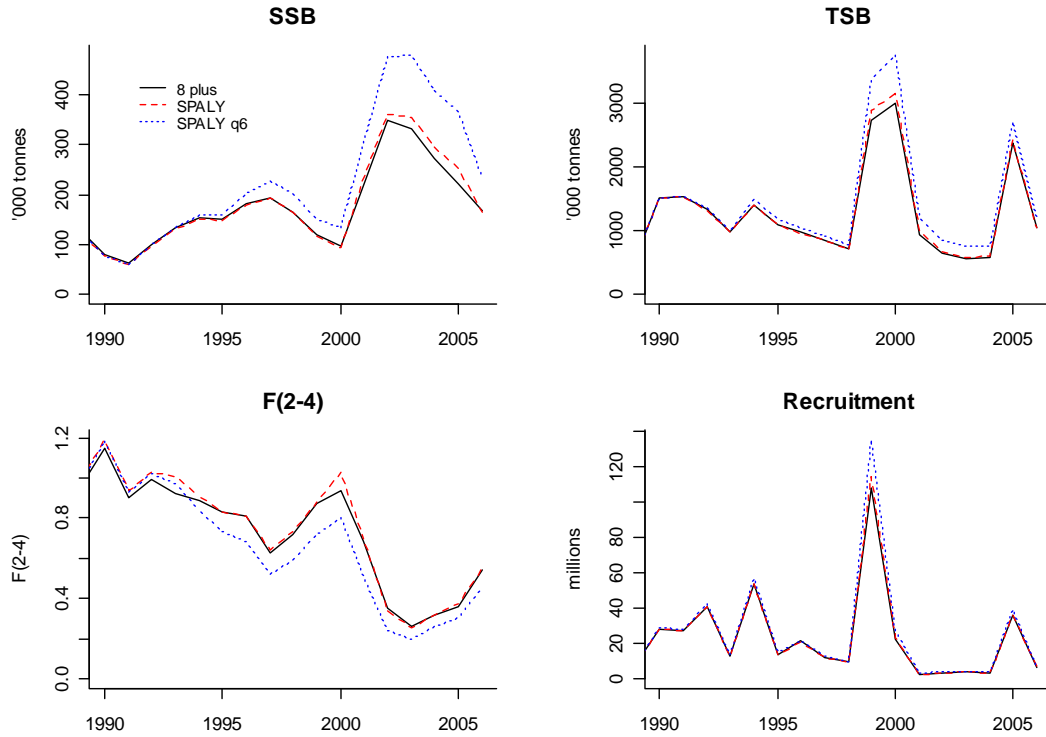 SSB
'000 tonnes
0 100 200 300 400
8 plus
SPALY
SPALY q6
1990 1995 2000 2005
TSB
'000 tonnes
0 1000 2000 3000
1990 1995 2000 2005
F(2-4)
F(2-4)
0.0 0.4 0.8 1.2
1990 1995 2000 2005
Recruitment
millions
0 20 40 60 80 120
1990 1995 2000 2005